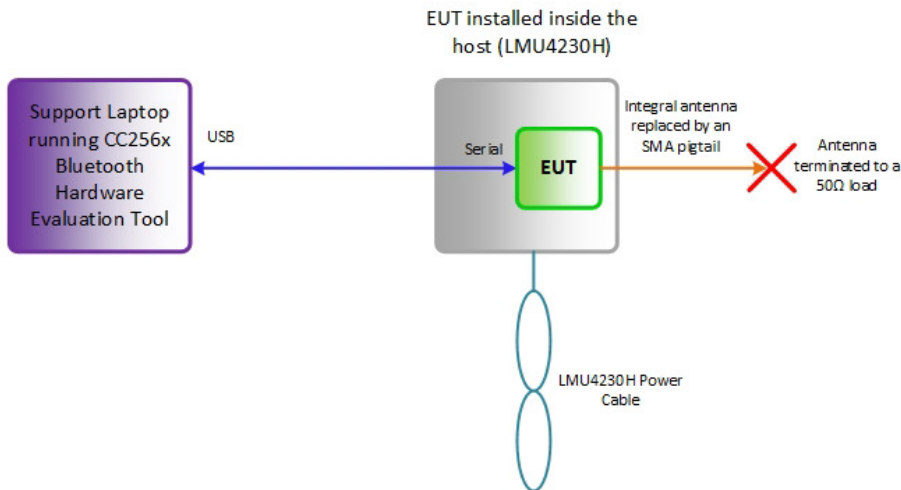 EUT installed inside the
host (LMU4230H)
Support Laptop
running CC256x
Bluetooth
Hardware
Evaluation Tool
USB
Serial
EUT
Integral antenna
replaced by an
SMA pigtail
Antenna
terminated to a
50Ω load
LMU4230H Power
Cable